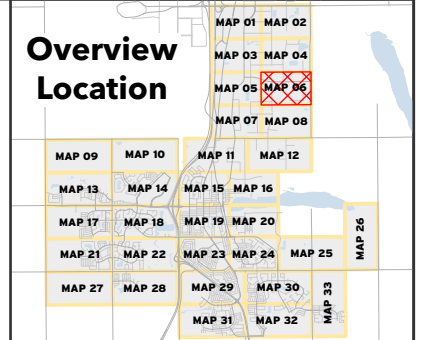 Overview
Location
MAP 01 MAP 02
MAP 03 MAP 04
MAP 05 MAP 06
MAP 07 MAP 08
MAP 09 MAP 10 MAP 11 MAP 12
MAP 13 MAP 14 MAP 15 MAP 16
MAP 17 MAP 18 MAP 19 MAP 20
MAP 26
MAP 21 MAP 22 MAP 23 MAP 24 MAP 25
MAP 27 MAP 28 MAP 29 MAP 30
MAP 33
MAP 31 MAP 32